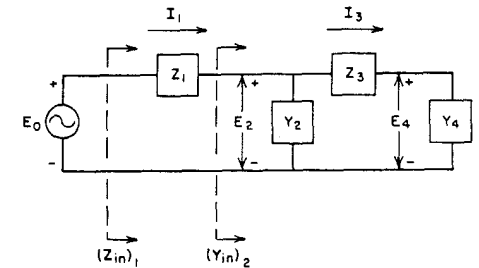 I₁ I₃
Z₁ Z₃
+ + +
E₀ E₂ Y₂ E₄ Y₄
- - -
(Zin)₁ (Yin)₂